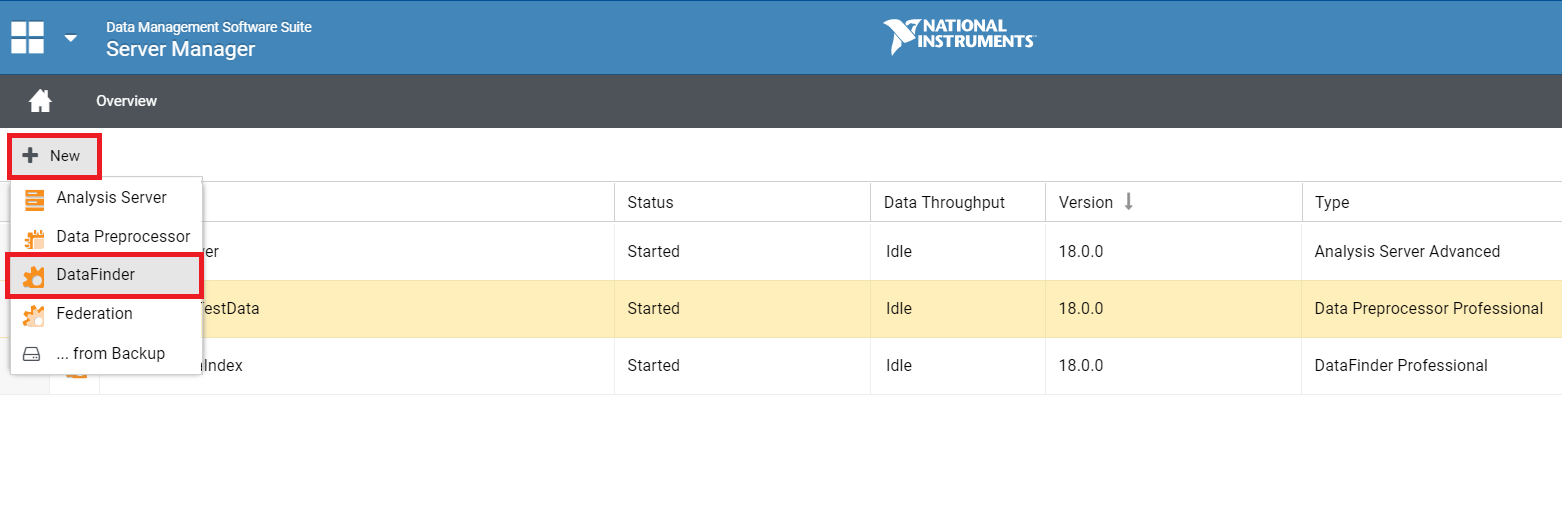 Data Management Software Suite
Server Manager
NATIONAL
INSTRUMENTS
Overview
New
Analysis Server
Data Preprocessor
DataFinder
Federation
... from Backup
Status
Data Throughput
Version
Type
Started
Idle
18.0.0
Analysis Server Advanced
TestData
Started
Idle
18.0.0
Data Preprocessor Professional
Index
Started
Idle
18.0.0
DataFinder Professional